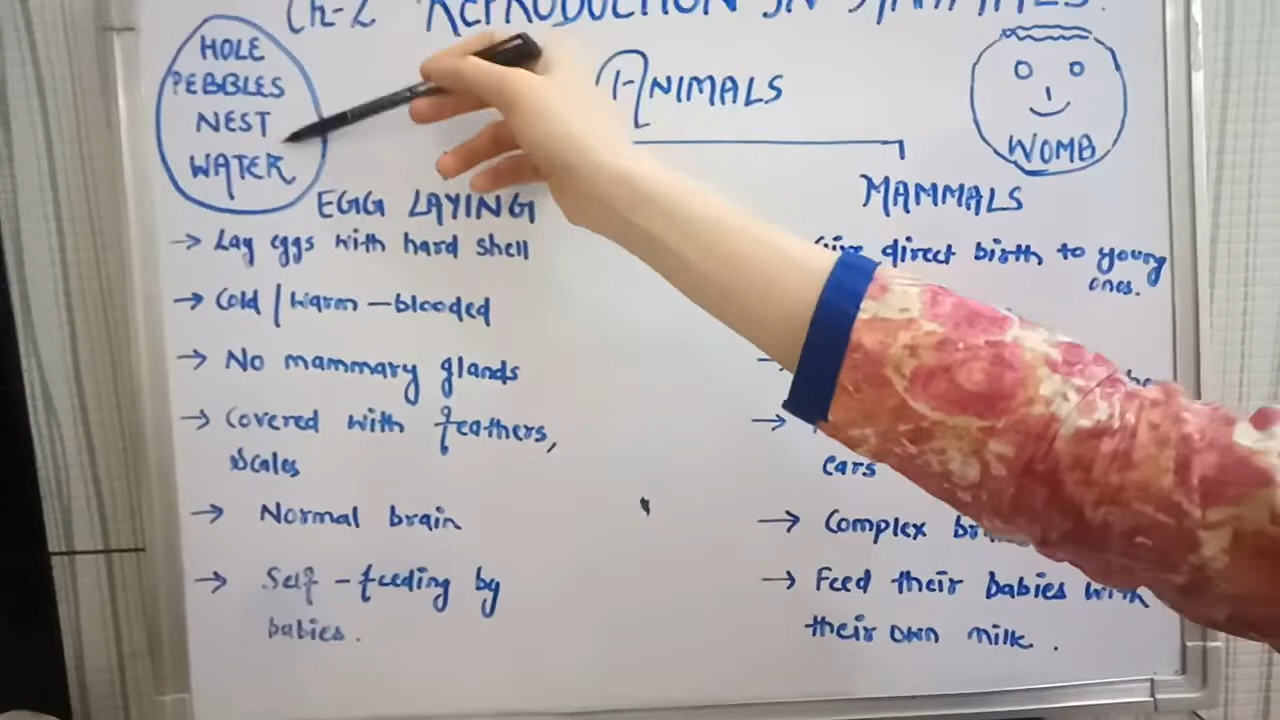 Ch-2 REPRODUCTION IN
HOLE
PEBBLES
NEST
WATER
ANIMALS
WOMB
EGG LAYING
MAMMALS
→ Lay eggs with hard shell
direct birth to young
ones.
→ Cold / Warm - blooded
→ No mammary glands
→ Covered with feathers,
scales
→
→
ears
→ Normal brain
→ Complex
→ Self - feeding by
babies.
→ Feed their babies with
their own milk.